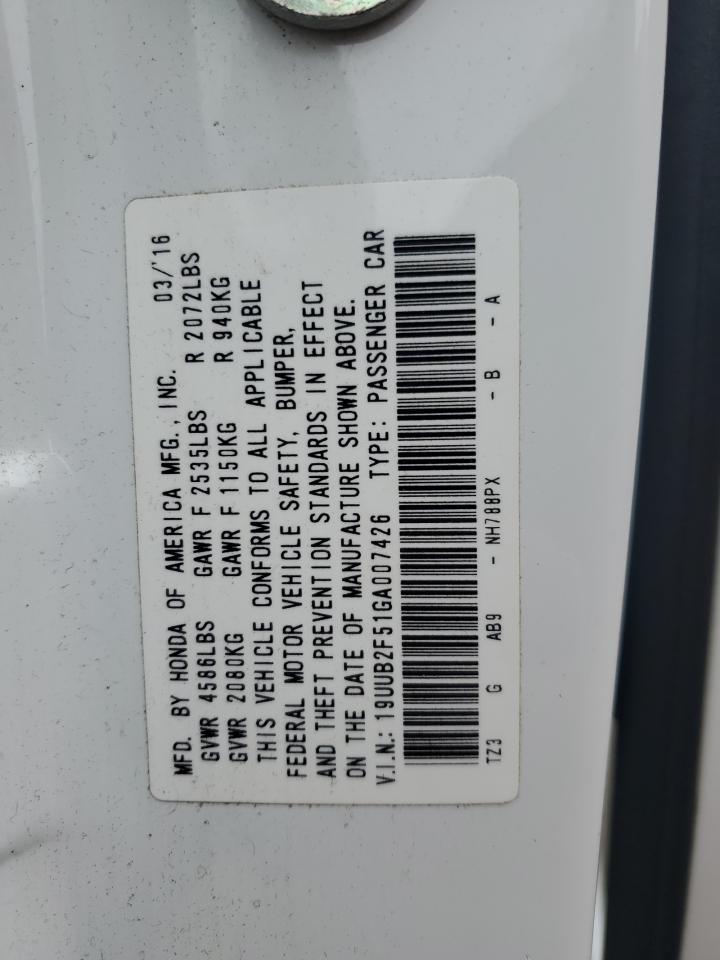 MFD. BY HONDA OF AMERICA MFG., INC. 03/'16
GVWR 4586LBS GAWR F 2535LBS R 2072LBS
GVWR 2080KG GAWR F 1150KG R 940KG
THIS VEHICLE CONFORMS TO ALL APPLICABLE
FEDERAL MOTOR VEHICLE SAFETY, BUMPER,
AND THEFT PREVENTION STANDARDS IN EFFECT
ON THE DATE OF MANUFACTURE SHOWN ABOVE.
V.I.N.: 19UUB2F51GA007426 TYPE: PASSENGER CAR
TZ3 G AB9 - NH788PX - B - A